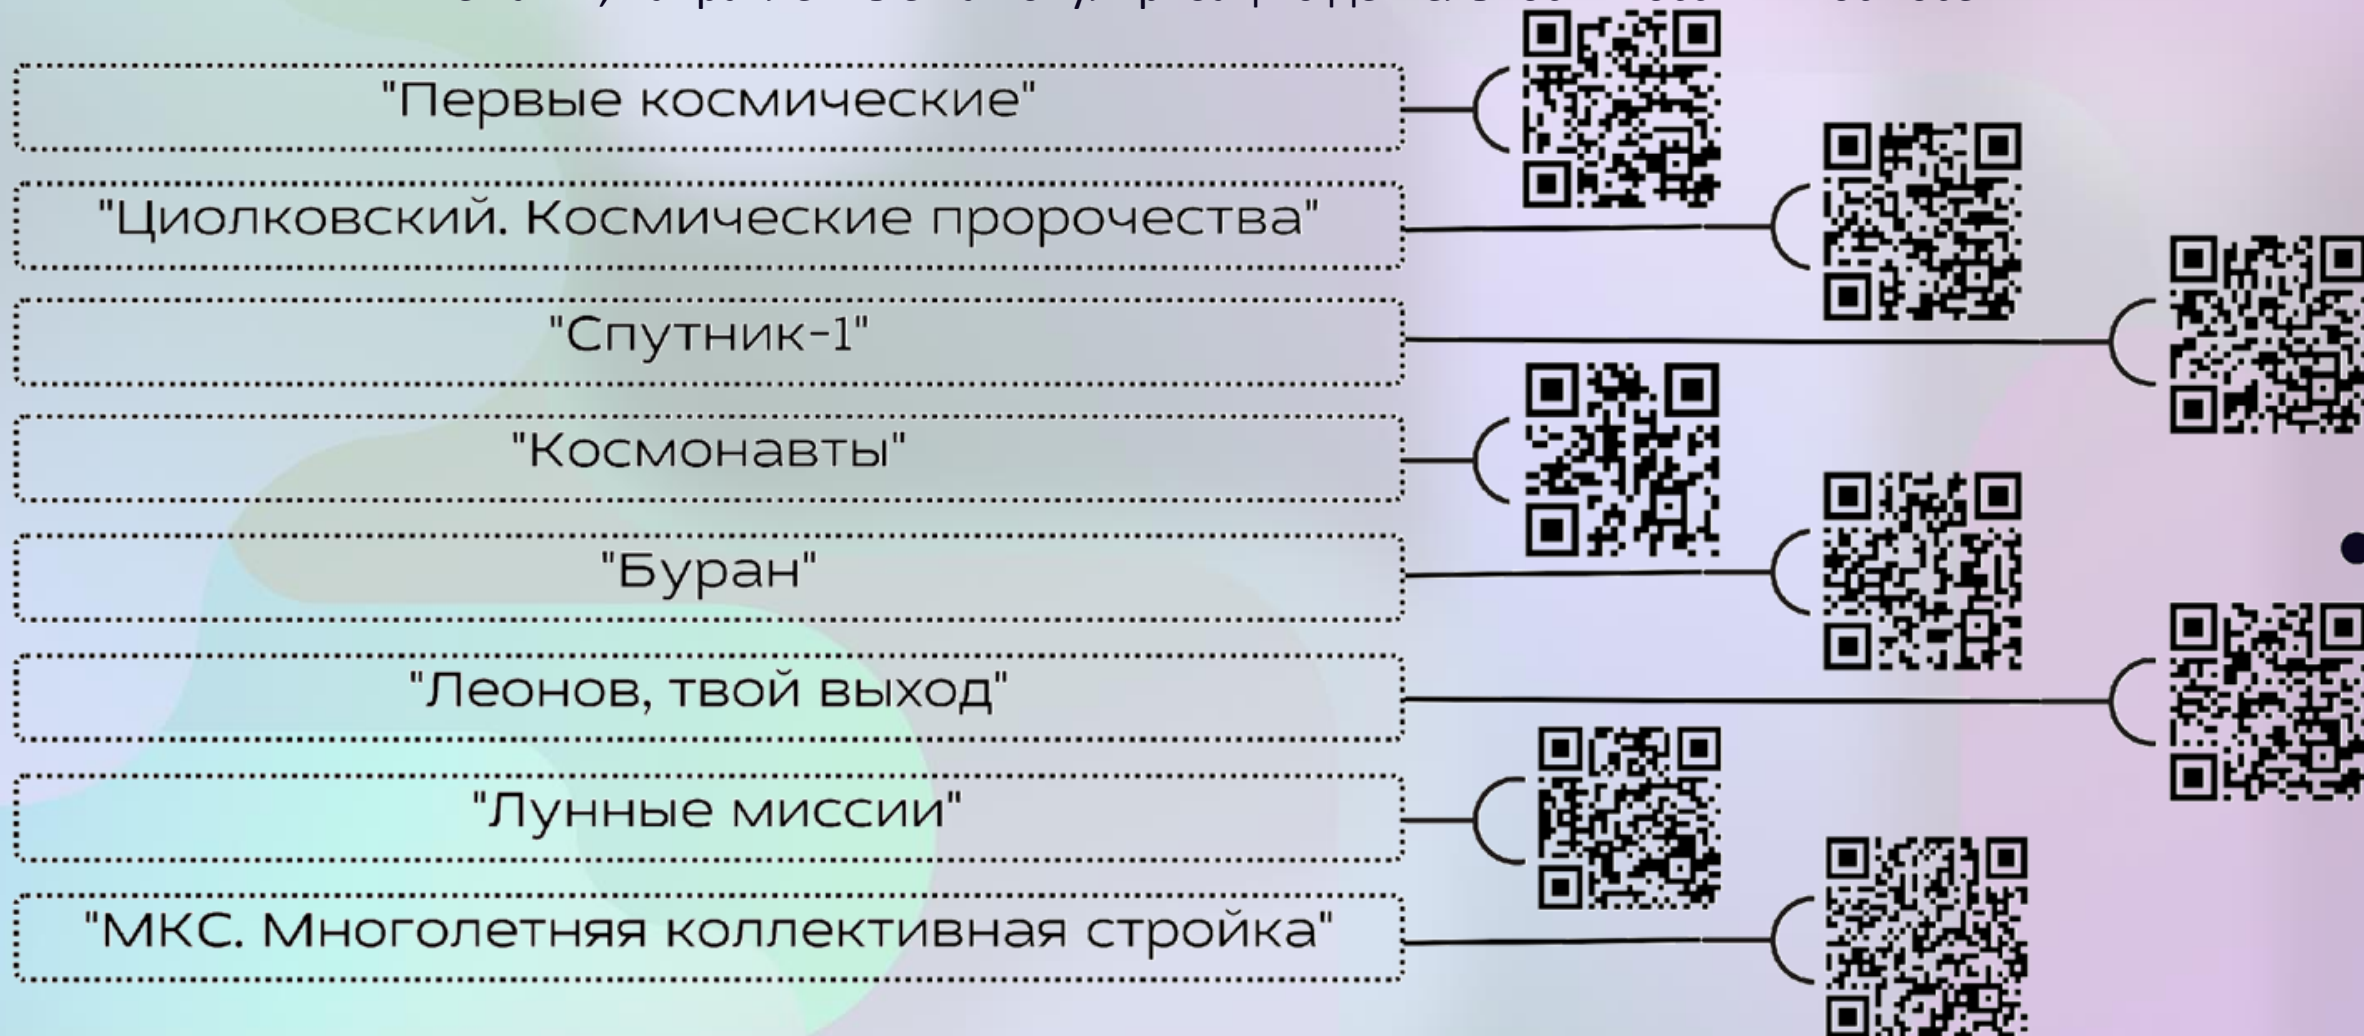 "Первые космические"
"Циолковский. Космические пророчества"
"Спутник-1"
"Космонавты"
"Буран"
"Леонов, твой выход"
"Лунные миссии"
"МКС. Многолетняя коллективная стройка"